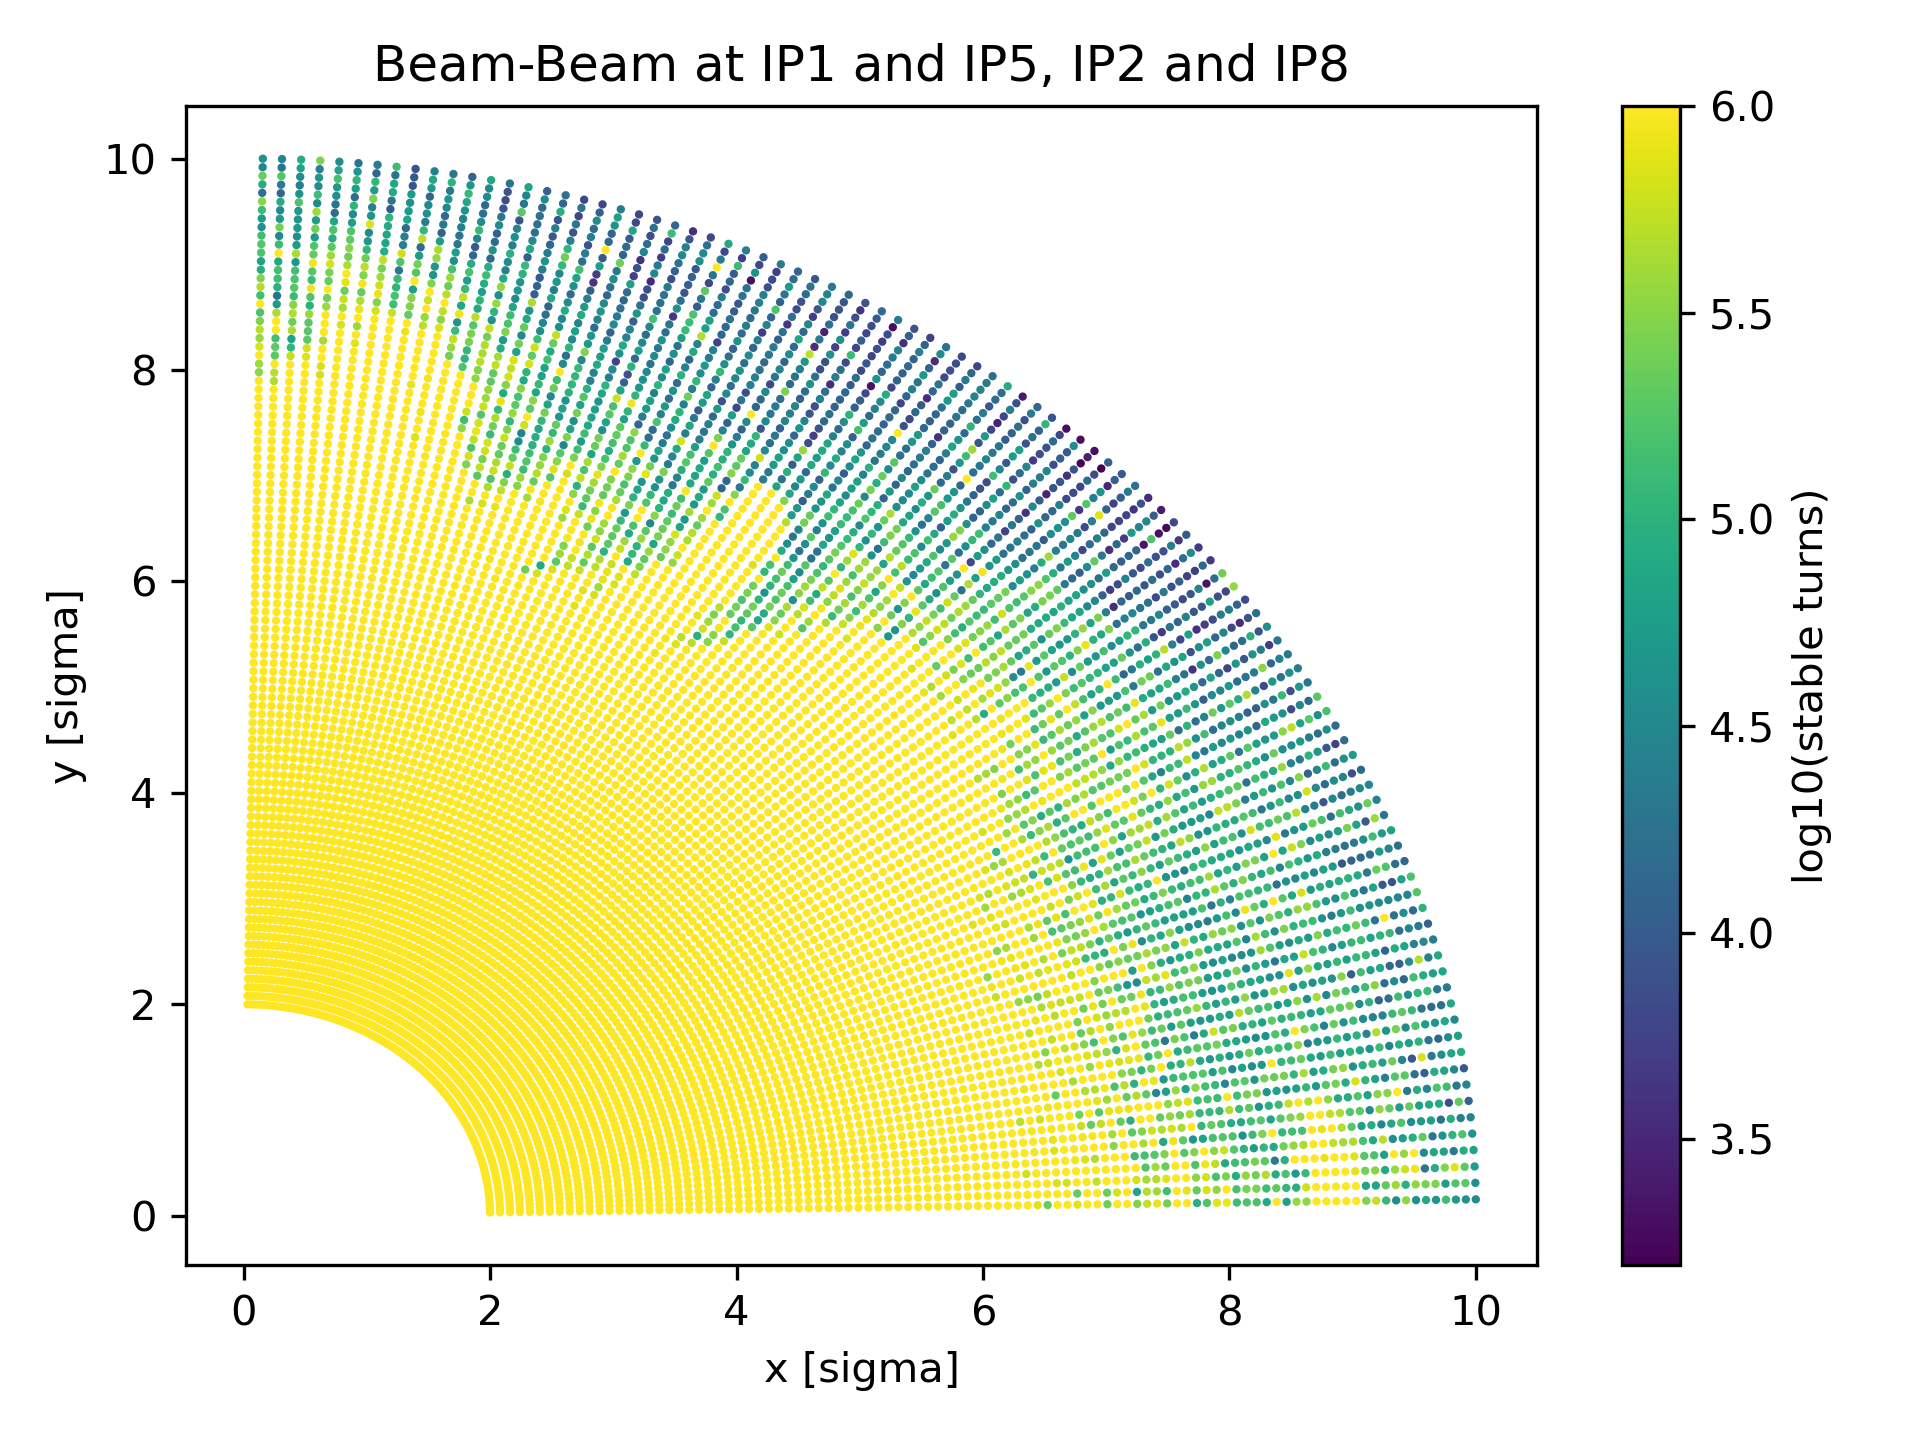 Beam-Beam at IP1 and IP5, IP2 and IP8
y [sigma]
10
8
6
4
2
0
0 2 4 6 8 10
x [sigma]
6.0
5.5
5.0
4.5
4.0
3.5
log10(stable turns)